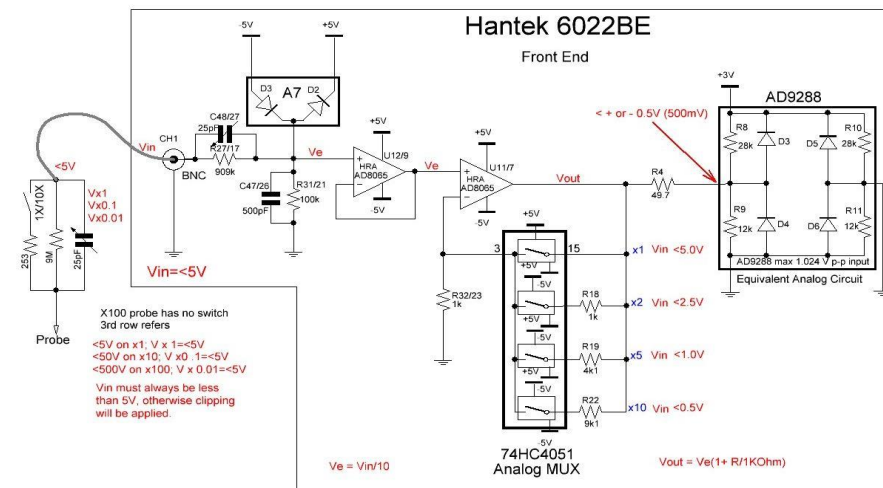 Hantek 6022BE
Front End
-5V
+5V
D3
A7
D2
C48/27
25pF
CH1
Vin
BNC
R27/17
909k
Ve
C47/26
500pF
R31/21
100k
+5V
U12/9
HRA
AD8065
-5V
Ve
+5V
U11/7
HRA
AD8065
-5V
Vout
R4
49.7
< + or - 0.5V (500mV)
+3V
AD9288
R8
28k
D3
D5
R10
28k
R9
12k
D4
D6
R11
12k
AD9288 max 1.024 V p-p input
Equivalent Analog Circuit
<5V
1X/10X
Vx1
Vx0.1
Vx0.01
253
9M
25pF
Probe
Vin=<5V
X100 probe has no switch
3rd row refers
<5V on x1; V x 1=<5V
<50V on x10; V x0 .1=<5V
<500V on x100; V x 0.01=<5V
Vin must always be less
than 5V, otherwise clipping
will be applied.
R32/23
1k
3
15
+5V
-5V
+5V
-5V
+5V
-5V
+5V
-5V
x1 Vin <5.0V
R18
1k
x2 Vin <2.5V
R19
4k1
x5 Vin <1.0V
R22
9k1
x10 Vin <0.5V
74HC4051
Analog MUX
Ve = Vin/10
Vout = Ve(1+ R/1KOhm)